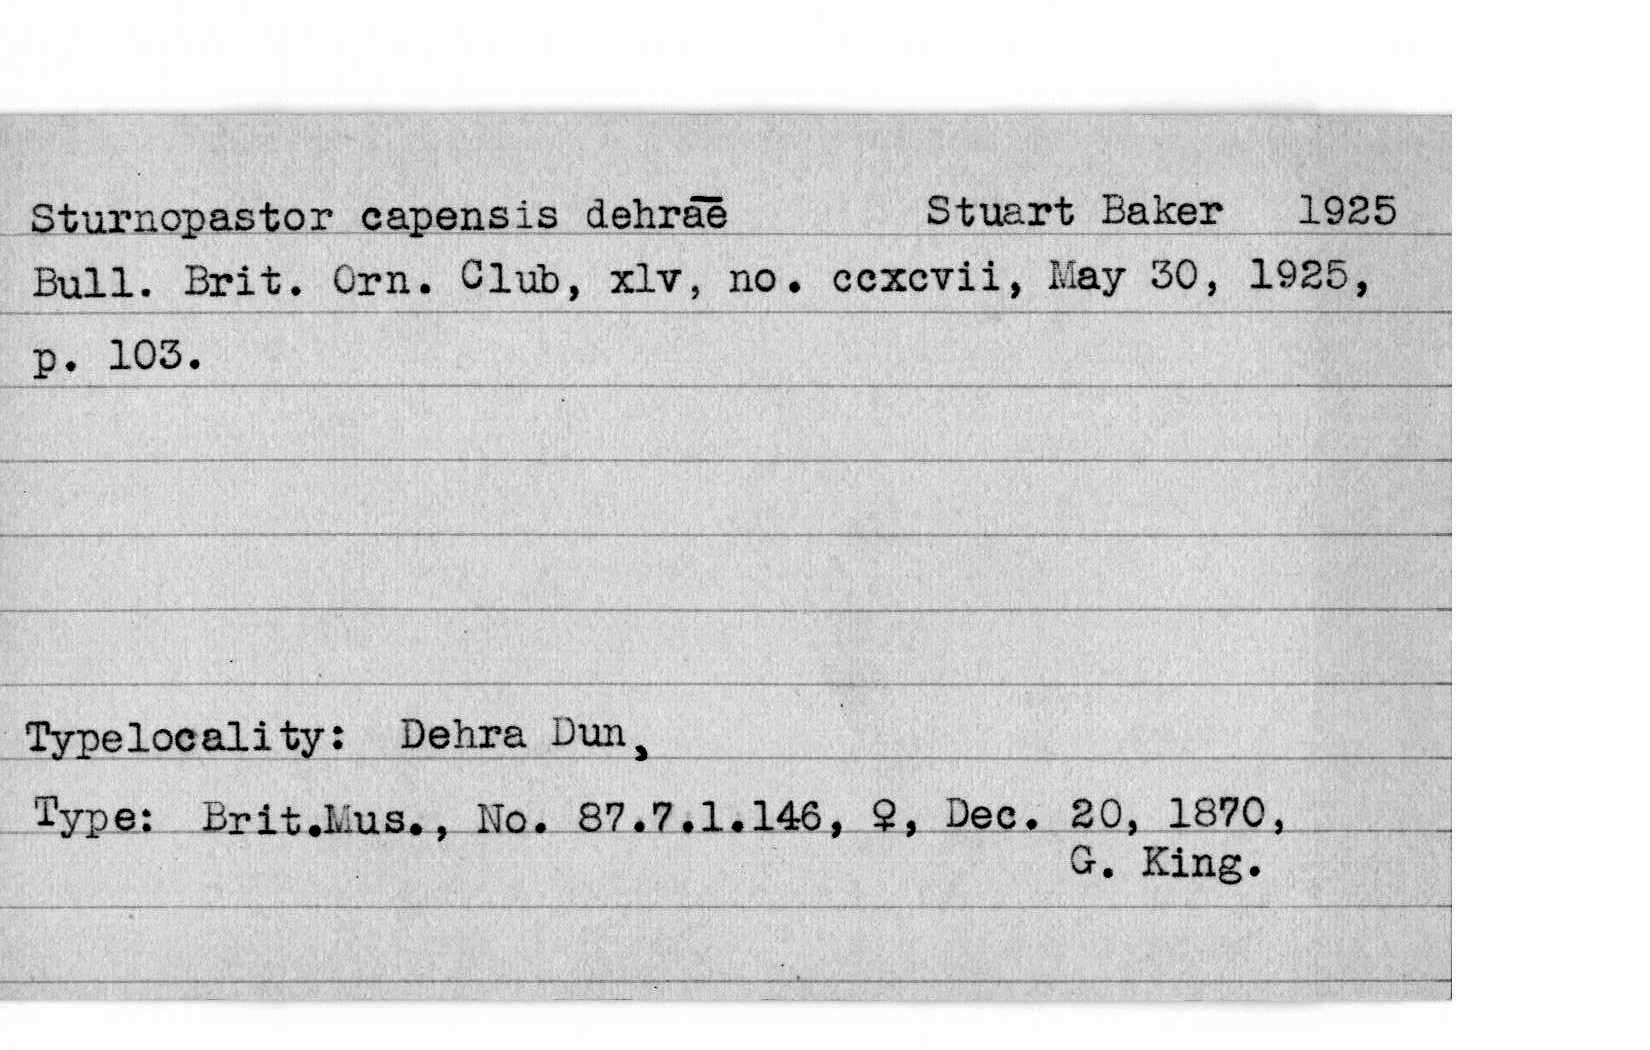 Sturnopastor capensis dehrae Stuart Baker 1925
Bull. Brit. Orn. Club, xlv, no. ccxcvii, May 30, 1925,
p. 103.
Typelocality: Dehra Dun,
Type: Brit.Mus., No. 87.7.1.146, ♀, Dec. 20, 1870,
G. King.